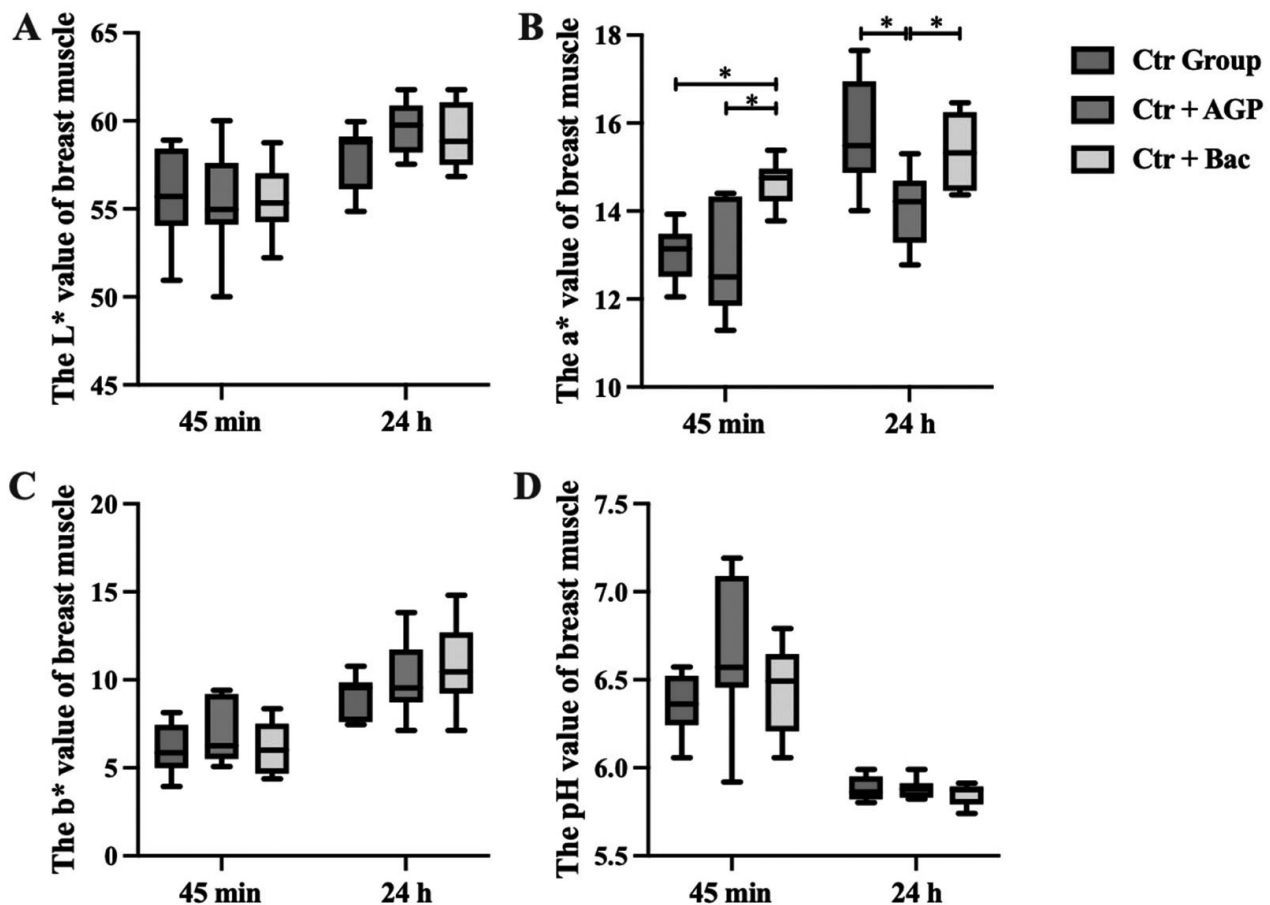 A
The L* value of breast muscle
65
60
55
50
45
45 min
24 h
B
The a* value of breast muscle
18
16
14
12
10
*
*
*
*
45 min
24 h
Ctr Group
Ctr + AGP
Ctr + Bac
C
The b* value of breast muscle
20
15
10
5
0
45 min
24 h
D
The pH value of breast muscle
7.5
7.0
6.5
6.0
5.5
45 min
24 h